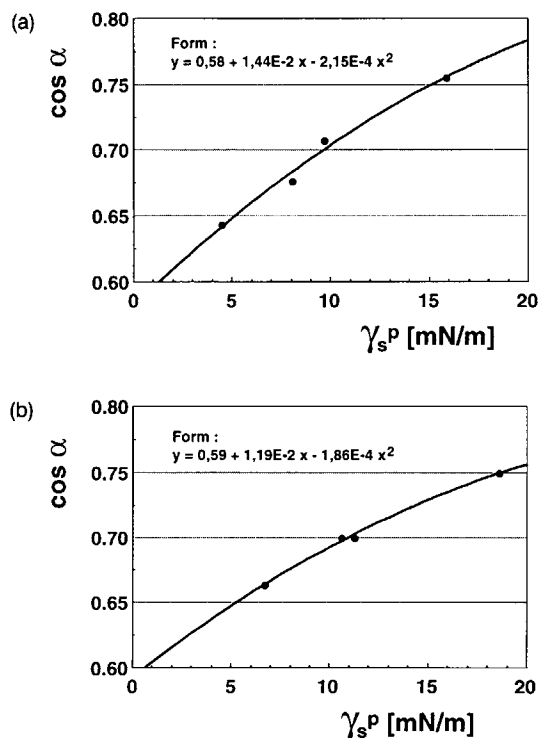 (a)
cos α
0.80
0.75
0.70
0.65
0.60
Form :
y = 0,58 + 1,44E-2 x - 2,15E-4 x²
0 5 10 15 20
γₛᵖ [mN/m]
(b)
cos α
0.80
0.75
0.70
0.65
0.60
Form :
y = 0,59 + 1,19E-2 x - 1,86E-4 x²
0 5 10 15 20
γₛᵖ [mN/m]